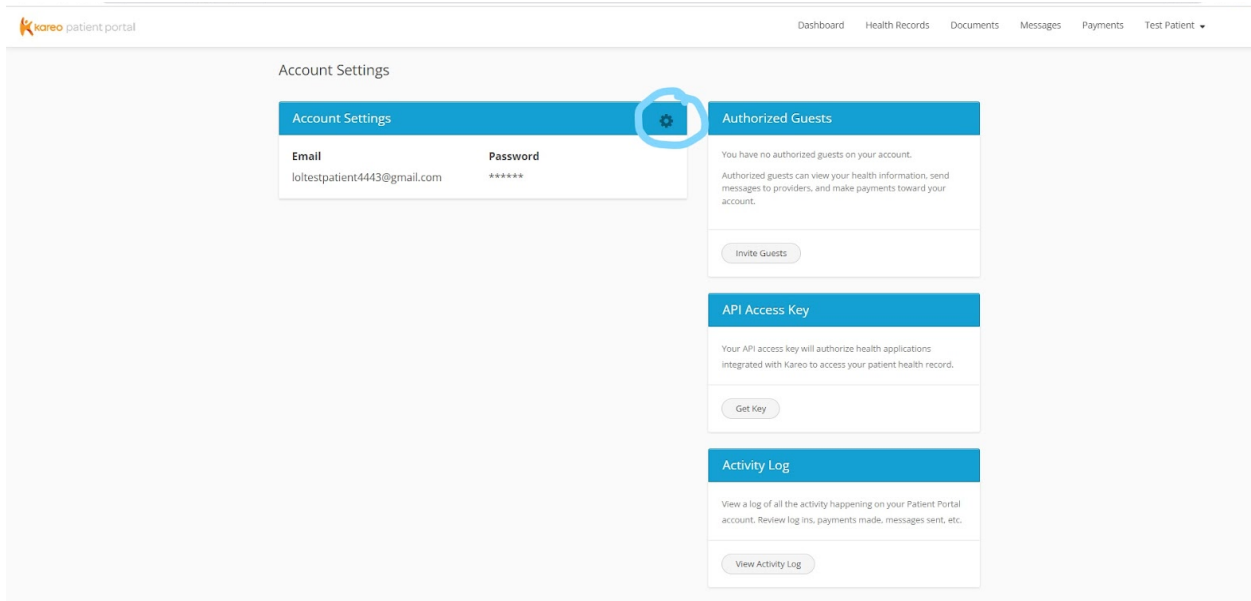 kareo patient portal
Dashboard Health Records Documents Messages Payments Test Patient
Account Settings
Account Settings
Email Password
loltestpatient4443@gmail.com ******
Authorized Guests
You have no authorized guests on your account.
Authorized guests can view your health information, send
messages to providers, and make payments toward your
account.
Invite Guests
API Access Key
Your API access key will authorize health applications
integrated with Kareo to access your patient health record.
Get Key
Activity Log
View a log of all the activity happening on your Patient Portal
account. Review log ins, payments made, messages sent, etc.
View Activity Log